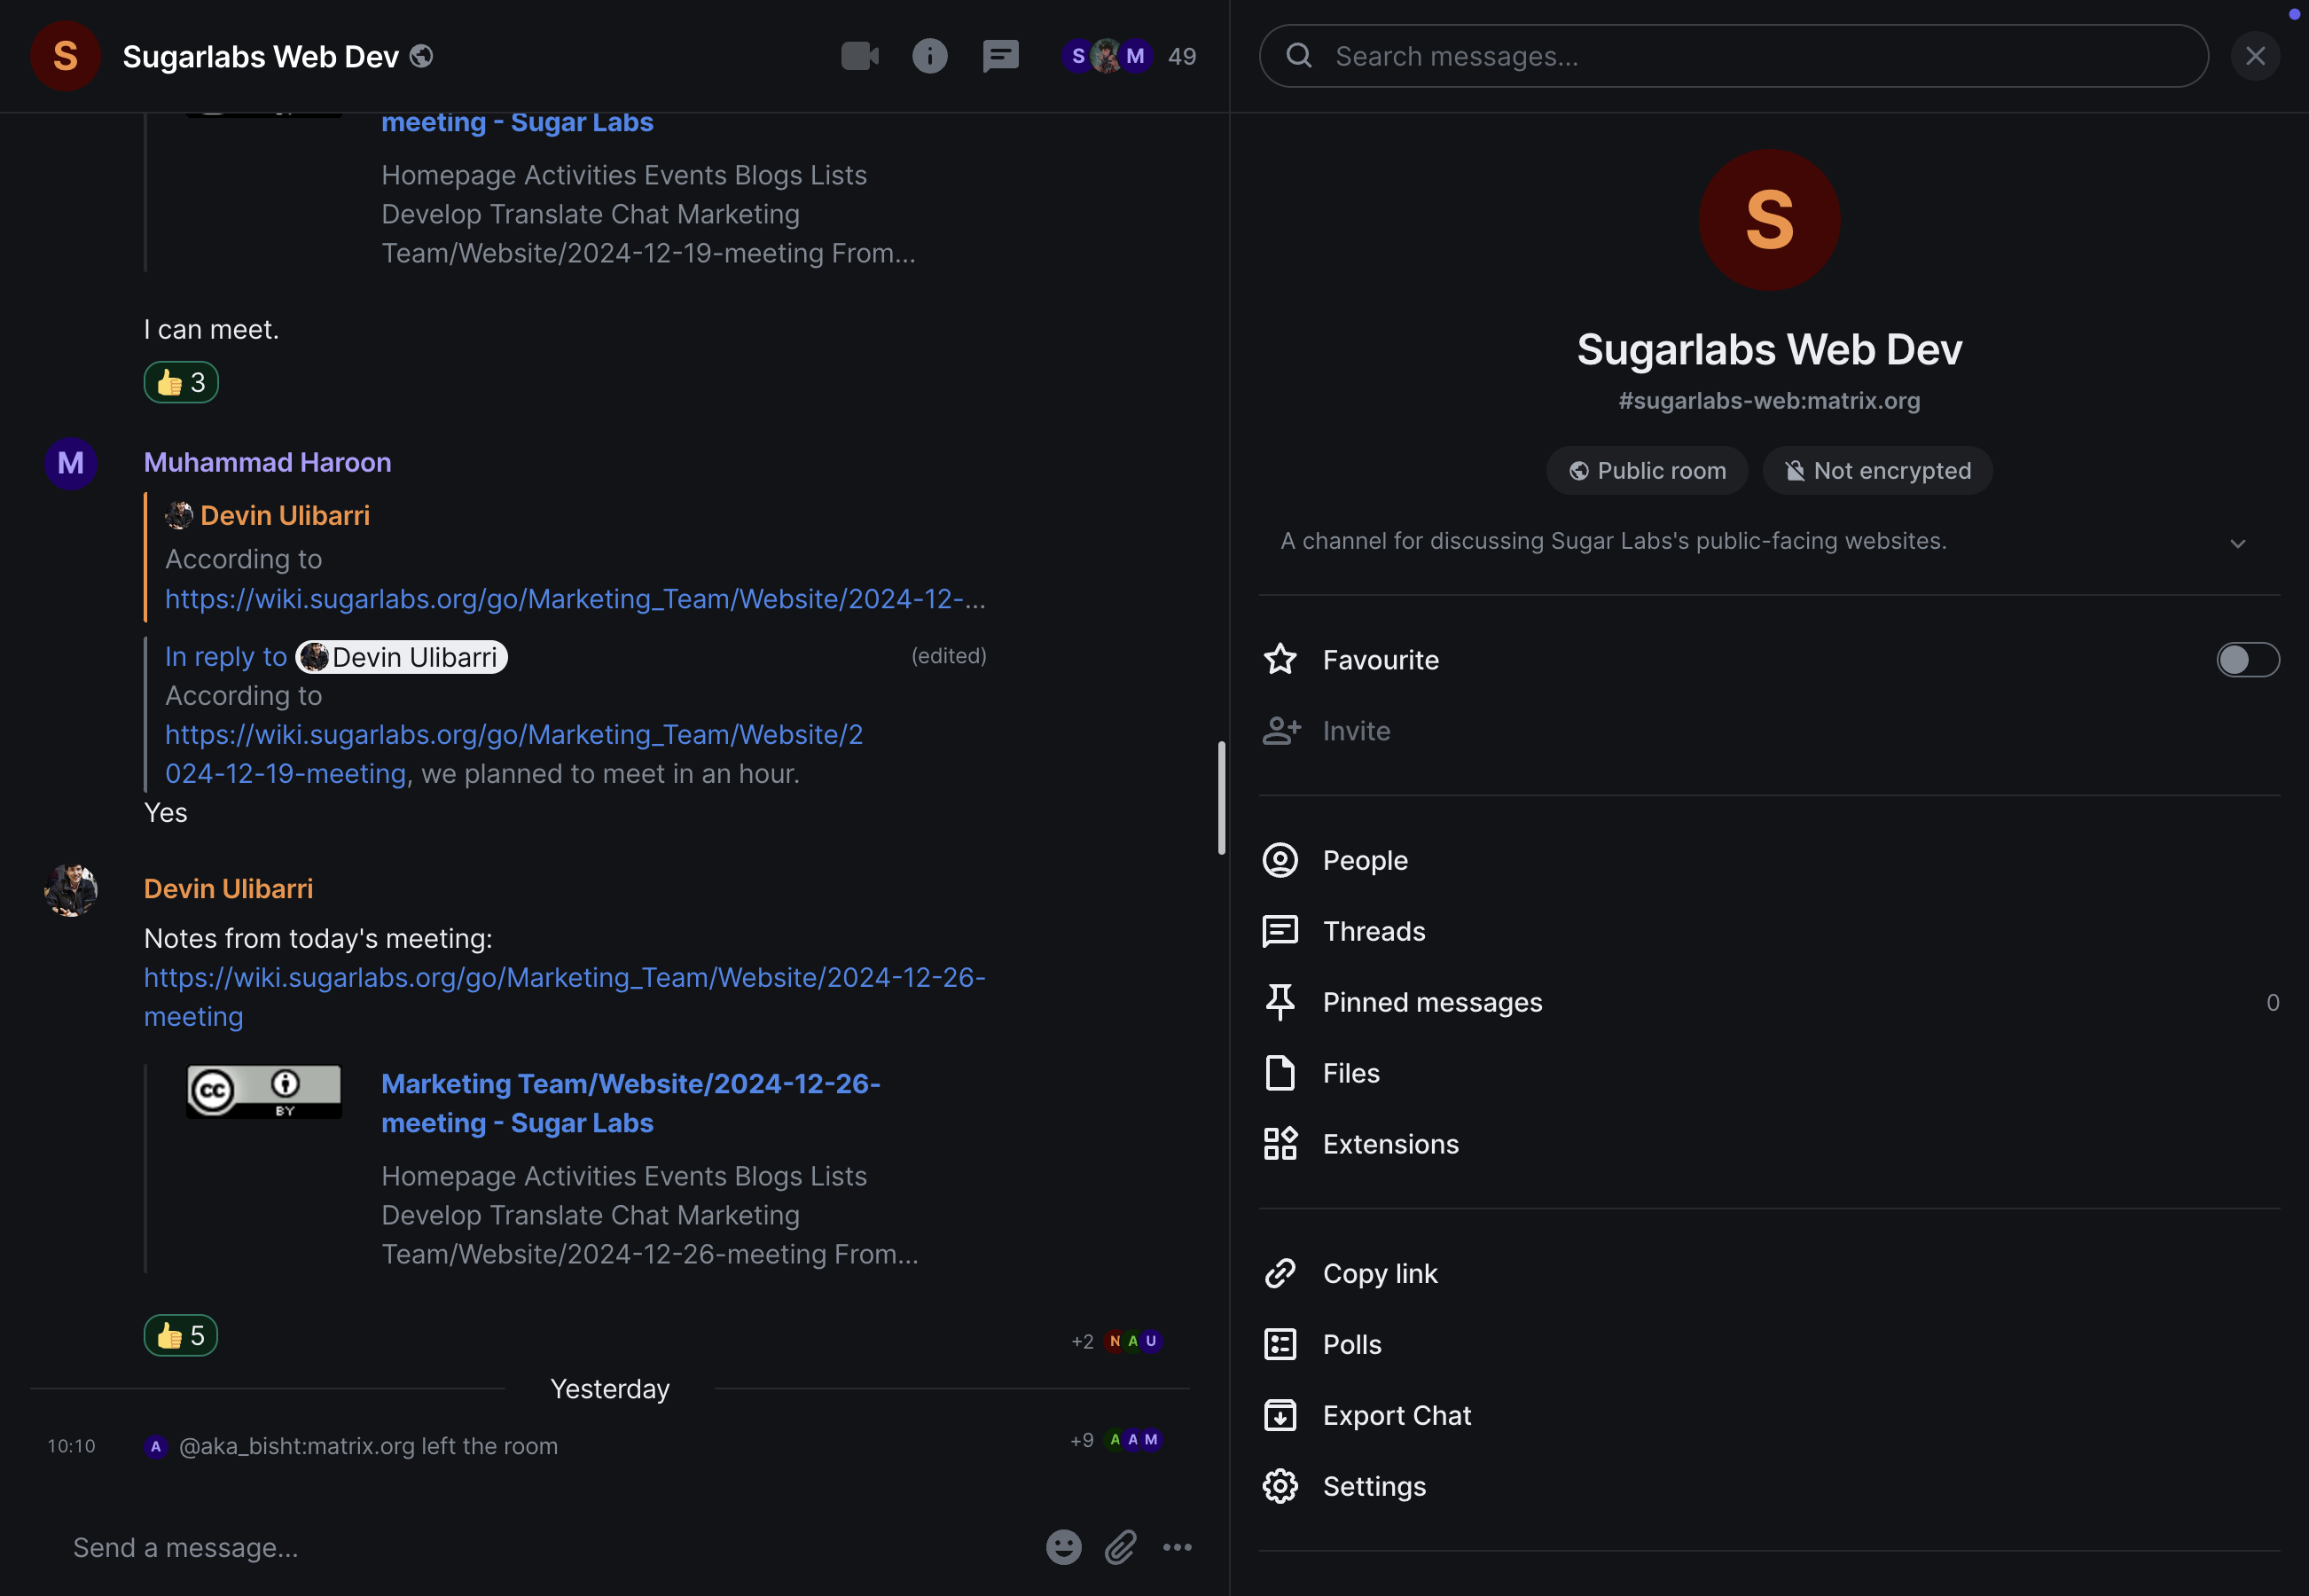 S
Sugarlabs Web Dev
S
M
49
meeting - Sugar Labs
Homepage Activities Events Blogs Lists
Develop Translate Chat Marketing
Team/Website/2024-12-19-meeting From...
I can meet.
👍 3
M
Muhammad Haroon
Devin Ulibarri
According to
https://wiki.sugarlabs.org/go/Marketing_Team/Website/2024-12-...
In reply to Devin Ulibarri
(edited)
According to
https://wiki.sugarlabs.org/go/Marketing_Team/Website/2
024-12-19-meeting, we planned to meet in an hour.
Yes
Devin Ulibarri
Notes from today's meeting:
https://wiki.sugarlabs.org/go/Marketing_Team/Website/2024-12-26-
meeting
cc
BY
Marketing Team/Website/2024-12-26-
meeting - Sugar Labs
Homepage Activities Events Blogs Lists
Develop Translate Chat Marketing
Team/Website/2024-12-26-meeting From...
👍 5
+2 N A U
Yesterday
10:10 A @aka_bisht:matrix.org left the room
+9 A A M
Send a message...
Search messages...
S
Sugarlabs Web Dev
#sugarlabs-web:matrix.org
Public room
Not encrypted
A channel for discussing Sugar Labs's public-facing websites.
Favourite
Invite
People
Threads
Pinned messages
0
Files
Extensions
Copy link
Polls
Export Chat
Settings